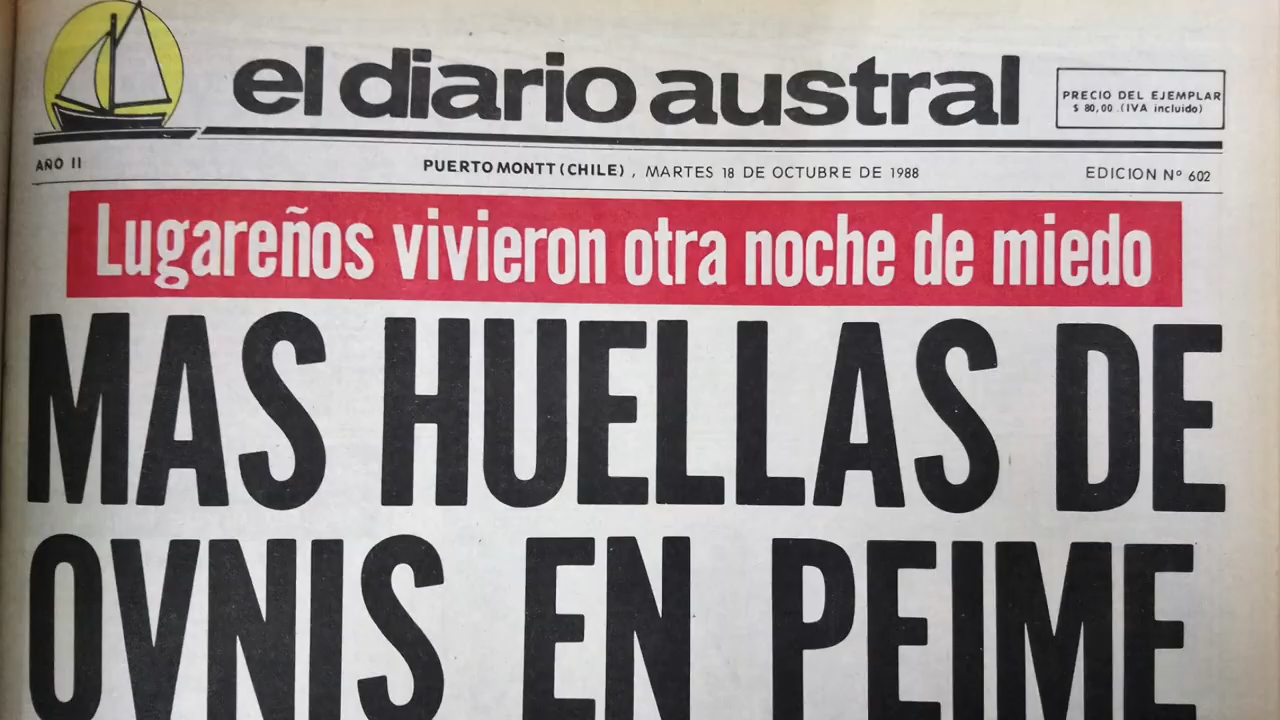 el diario austral
PRECIO DEL EJEMPLAR
$ 80,00 .(IVA incluido)
AÑO II
PUERTO MONTT (CHILE) , MARTES 18 DE OCTUBRE DE 1988
EDICION Nº 602
Lugareños vivieron otra noche de miedo
MAS HUELLAS DE
OVNIS EN PEIME